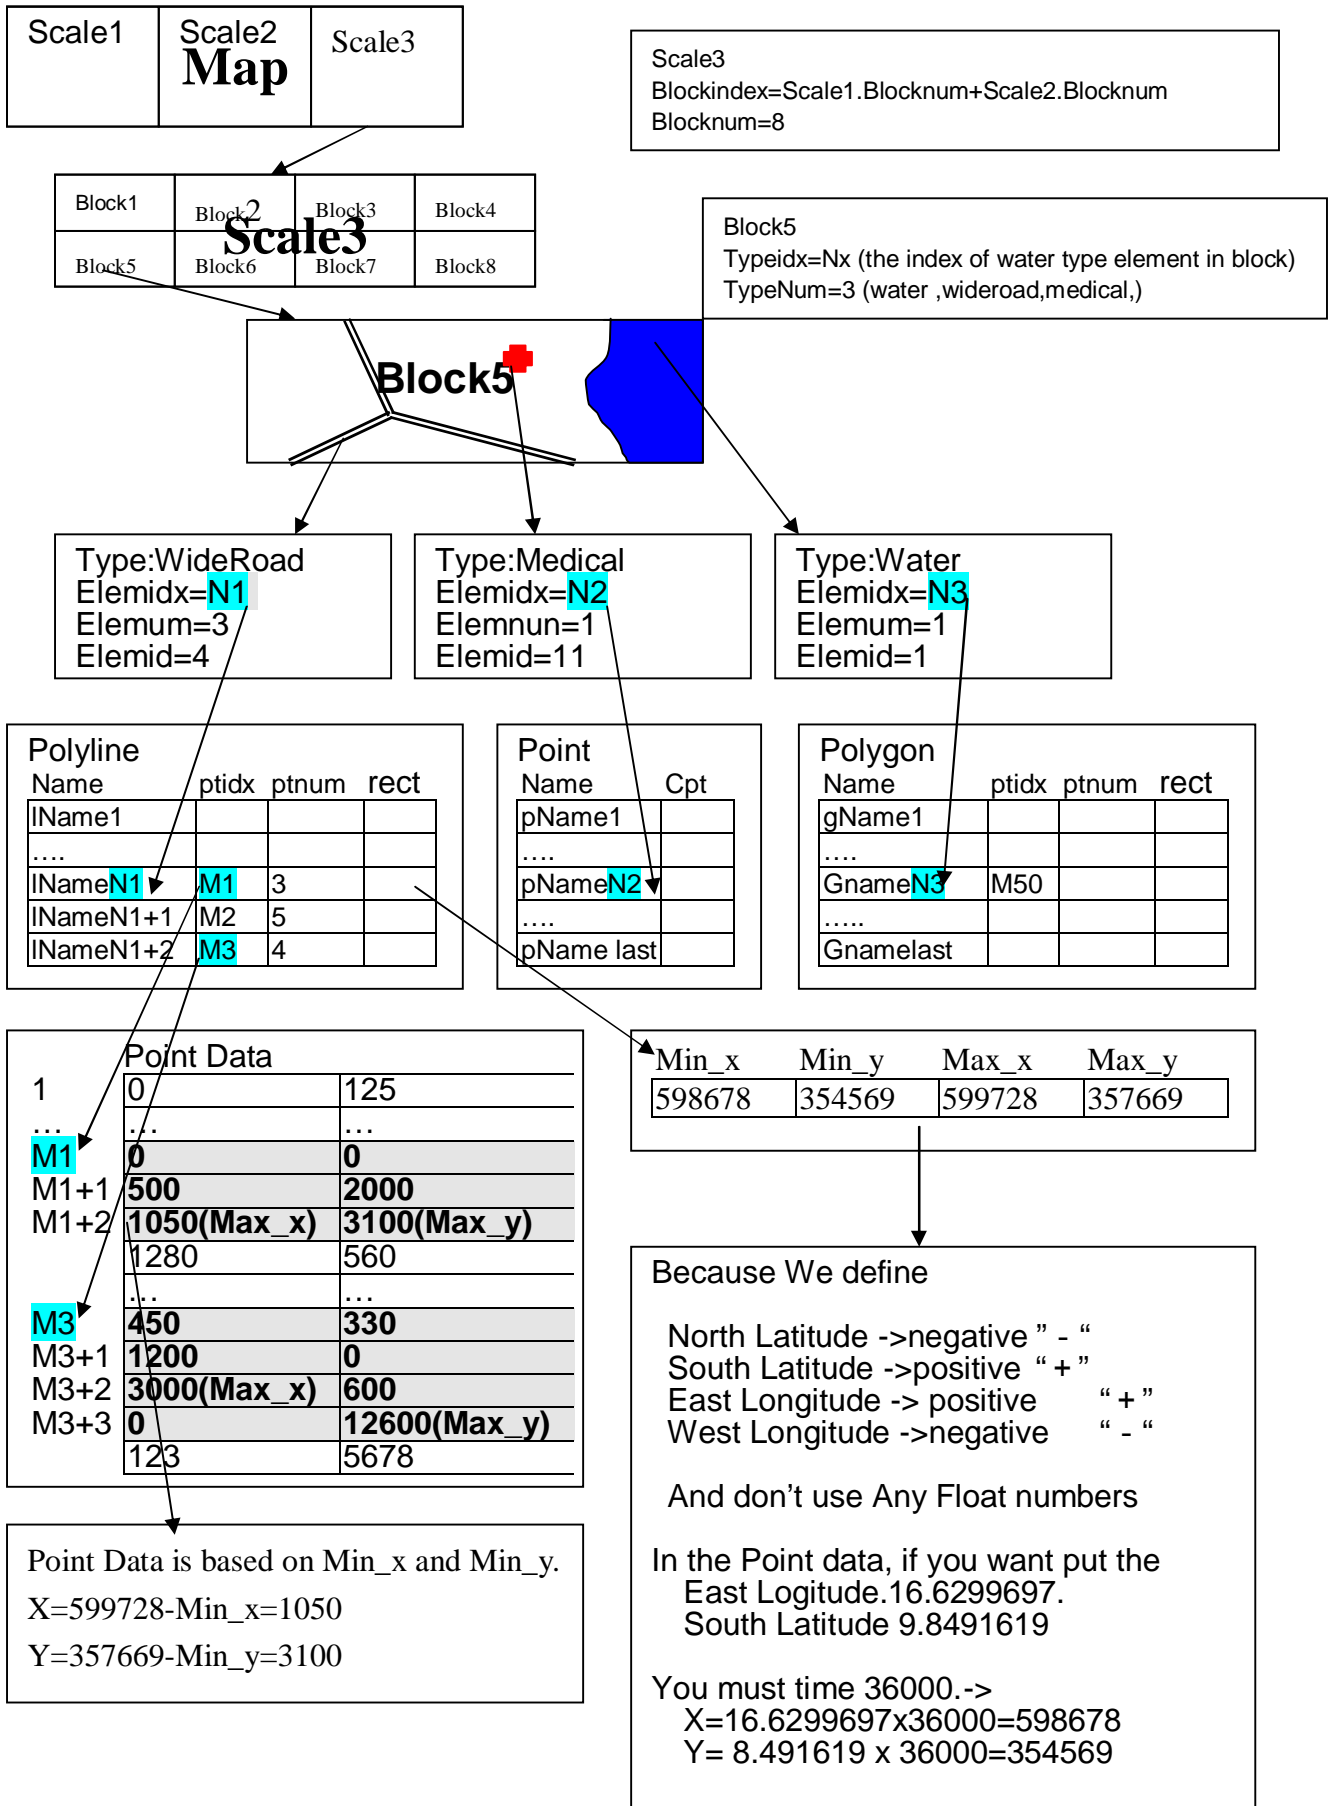 Scale1 Scale2 Scale3
Map
Scale3
Blockindex=Scale1.Blocknum+Scale2.Blocknum
Blocknum=8
Block1 Block2 Block3 Block4
Scale3
Block5 Block6 Block7 Block8
Block5
Typeidx=Nx (the index of water type element in block)
TypeNum=3 (water ,wideroad,medical,)
Block5
Type:WideRoad
Elemidx=N1
Elemum=3
Elemid=4
Type:Medical
Elemidx=N2
Elemnun=1
Elemid=11
Type:Water
Elemidx=N3
Elemum=1
Elemid=1
Polyline
Name ptidx ptnum rect
lName1
....
lNameN1 M1 3
lNameN1+1 M2 5
lNameN1+2 M3 4
Point
Name Cpt
pName1
....
pNameN2
....
pName last
Polygon
Name ptidx ptnum rect
gName1
....
GnameN3 M50
.....
Gnamelast
Point Data
1 0 125
... ... ...
M1 0 0
M1+1 500 2000
M1+2 1050(Max_x) 3100(Max_y)
1280 560
... ...
M3 450 330
M3+1 1200 0
M3+2 3000(Max_x) 600
M3+3 0 12600(Max_y)
123 5678
Min_x Min_y Max_x Max_y
598678 354569 599728 357669
Point Data is based on Min_x and Min_y.
X=599728-Min_x=1050
Y=357669-Min_y=3100
Because We define
North Latitude ->negative ” - “
South Latitude ->positive “ + ”
East Longitude -> positive “ + ”
West Longitude ->negative “ - “
And don’t use Any Float numbers
In the Point data, if you want put the
East Logitude.16.6299697.
South Latitude 9.8491619
You must time 36000.->
X=16.6299697x36000=598678
Y= 8.491619 x 36000=354569